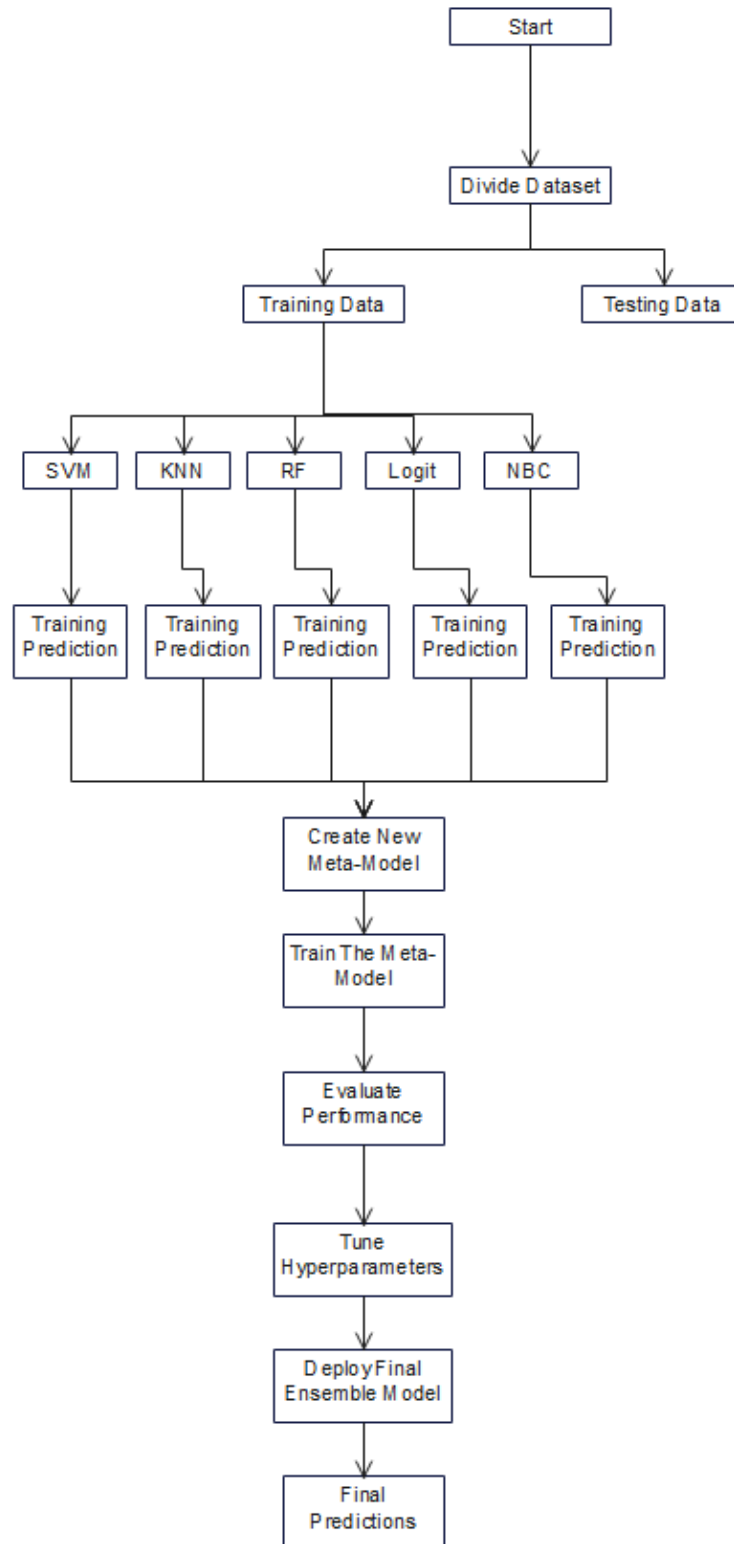 Start
Divide Dataset
Training Data
Testing Data
SVM
KNN
RF
Logit
NBC
Training
Prediction
Training
Prediction
Training
Prediction
Training
Prediction
Training
Prediction
Create New
Meta-Model
Train The Meta-
Model
Evaluate
Performance
Tune
Hyperparameters
Deploy Final
Ensemble Model
Final
Predictions